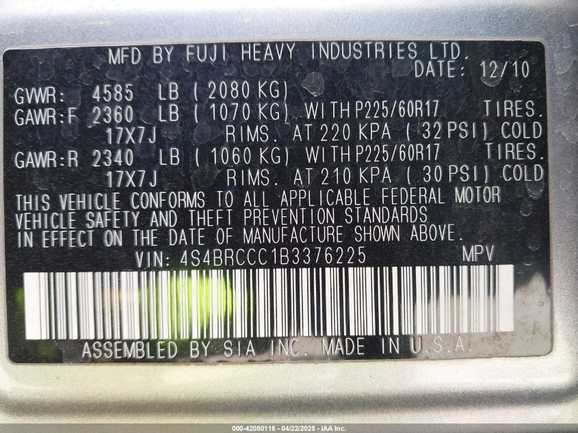 MFD BY FUJI HEAVY INDUSTRIES LTD.
DATE: 12/10
GVWR: 4585 LB (2080 KG)
GAWR:F 2360 LB (1070 KG) WITH P225/60R17 TIRES.
17X7J RIMS. AT 220 KPA (32 PSI) COLD
GAWR:R 2340 LB (1060 KG) WITH P225/60R17 TIRES.
17X7J RIMS. AT 210 KPA (30 PSI) COLD
THIS VEHICLE CONFORMS TO ALL APPLICABLE FEDERAL MOTOR
VEHICLE SAFETY AND THEFT PREVENTION STANDARDS
IN EFFECT ON THE DATE OF MANUFACTURE SHOWN ABOVE.
VIN: 4S4BRCCC1B3376225 MPV
ASSEMBLED BY SIA INC. MADE IN U.S.A.
000-42060116 - 04/22/2025 - IAA Inc.